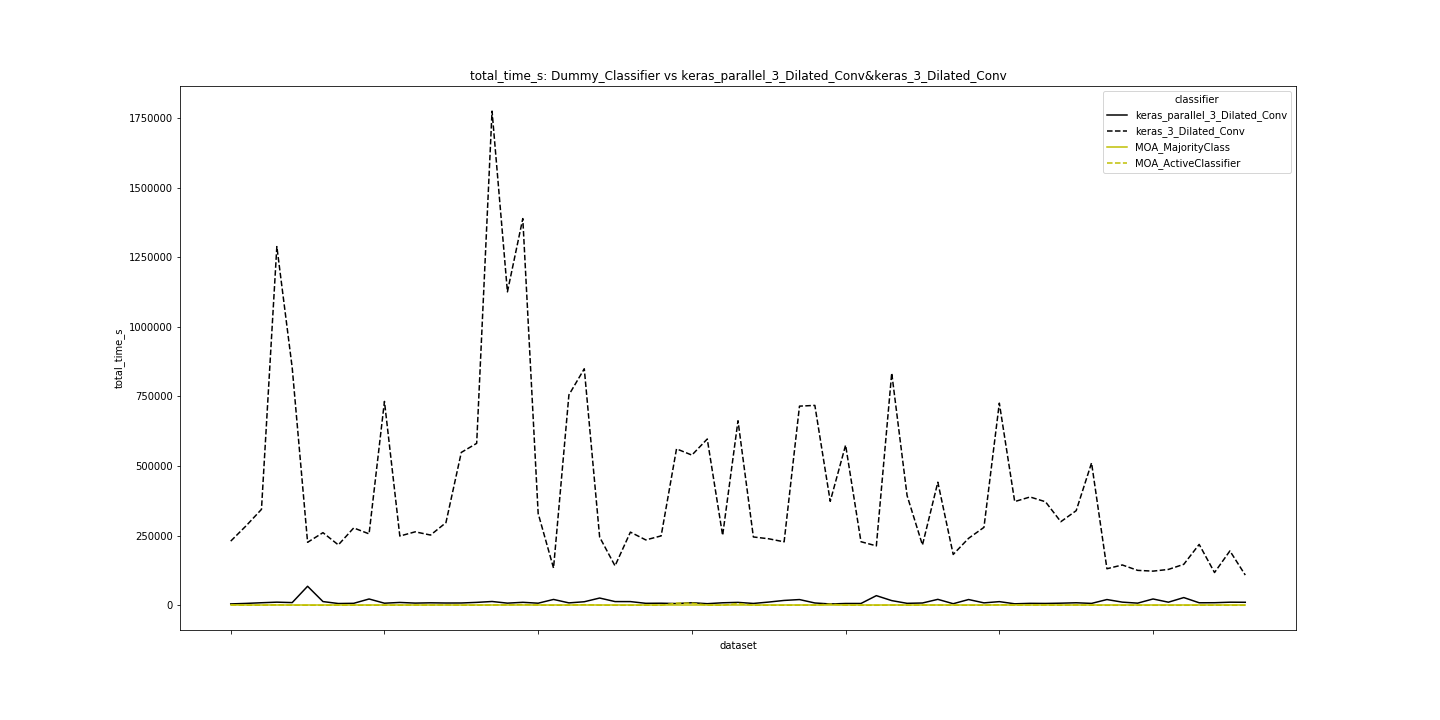 total_time_s: Dummy_Classifier vs keras_parallel_3_Dilated_Conv&keras_3_Dilated_Conv
classifier
keras_parallel_3_Dilated_Conv
keras_3_Dilated_Conv
MOA_MajorityClass
MOA_ActiveClassifier
1750000
1500000
1250000
1000000
750000
500000
250000
0
total_time_s
dataset